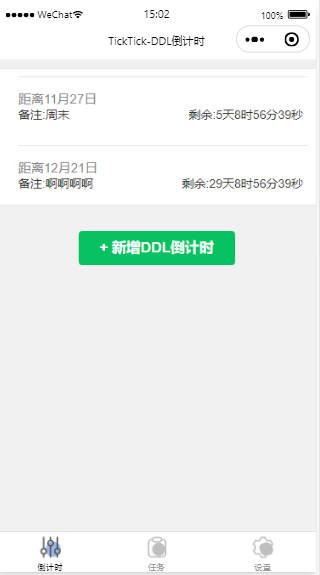 WeChat 15:02 100%
TickTick-DDL倒计时
距离11月27日
备注:周末 剩余:5天8时56分39秒
距离12月21日
备注:啊啊啊啊 剩余:29天8时56分39秒
+ 新增DDL倒计时
倒计时 任务 设置